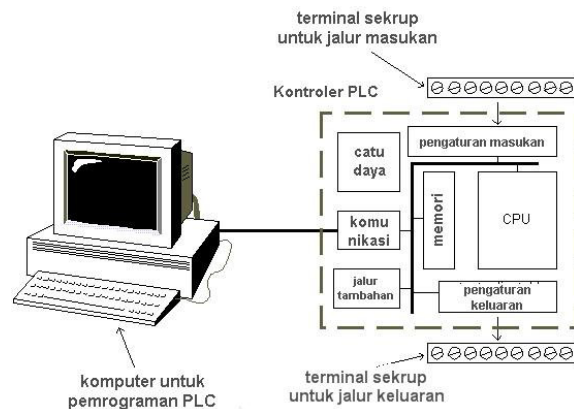 terminal sekrup
untuk jalur masukan
Kontroler PLC
pengaturan masukan
catu
daya
CPU
memori
komu
nikasi
jalur
tambahan
pengaturan
keluaran
komputer untuk
pemrograman PLC
terminal sekrup
untuk jalur keluaran